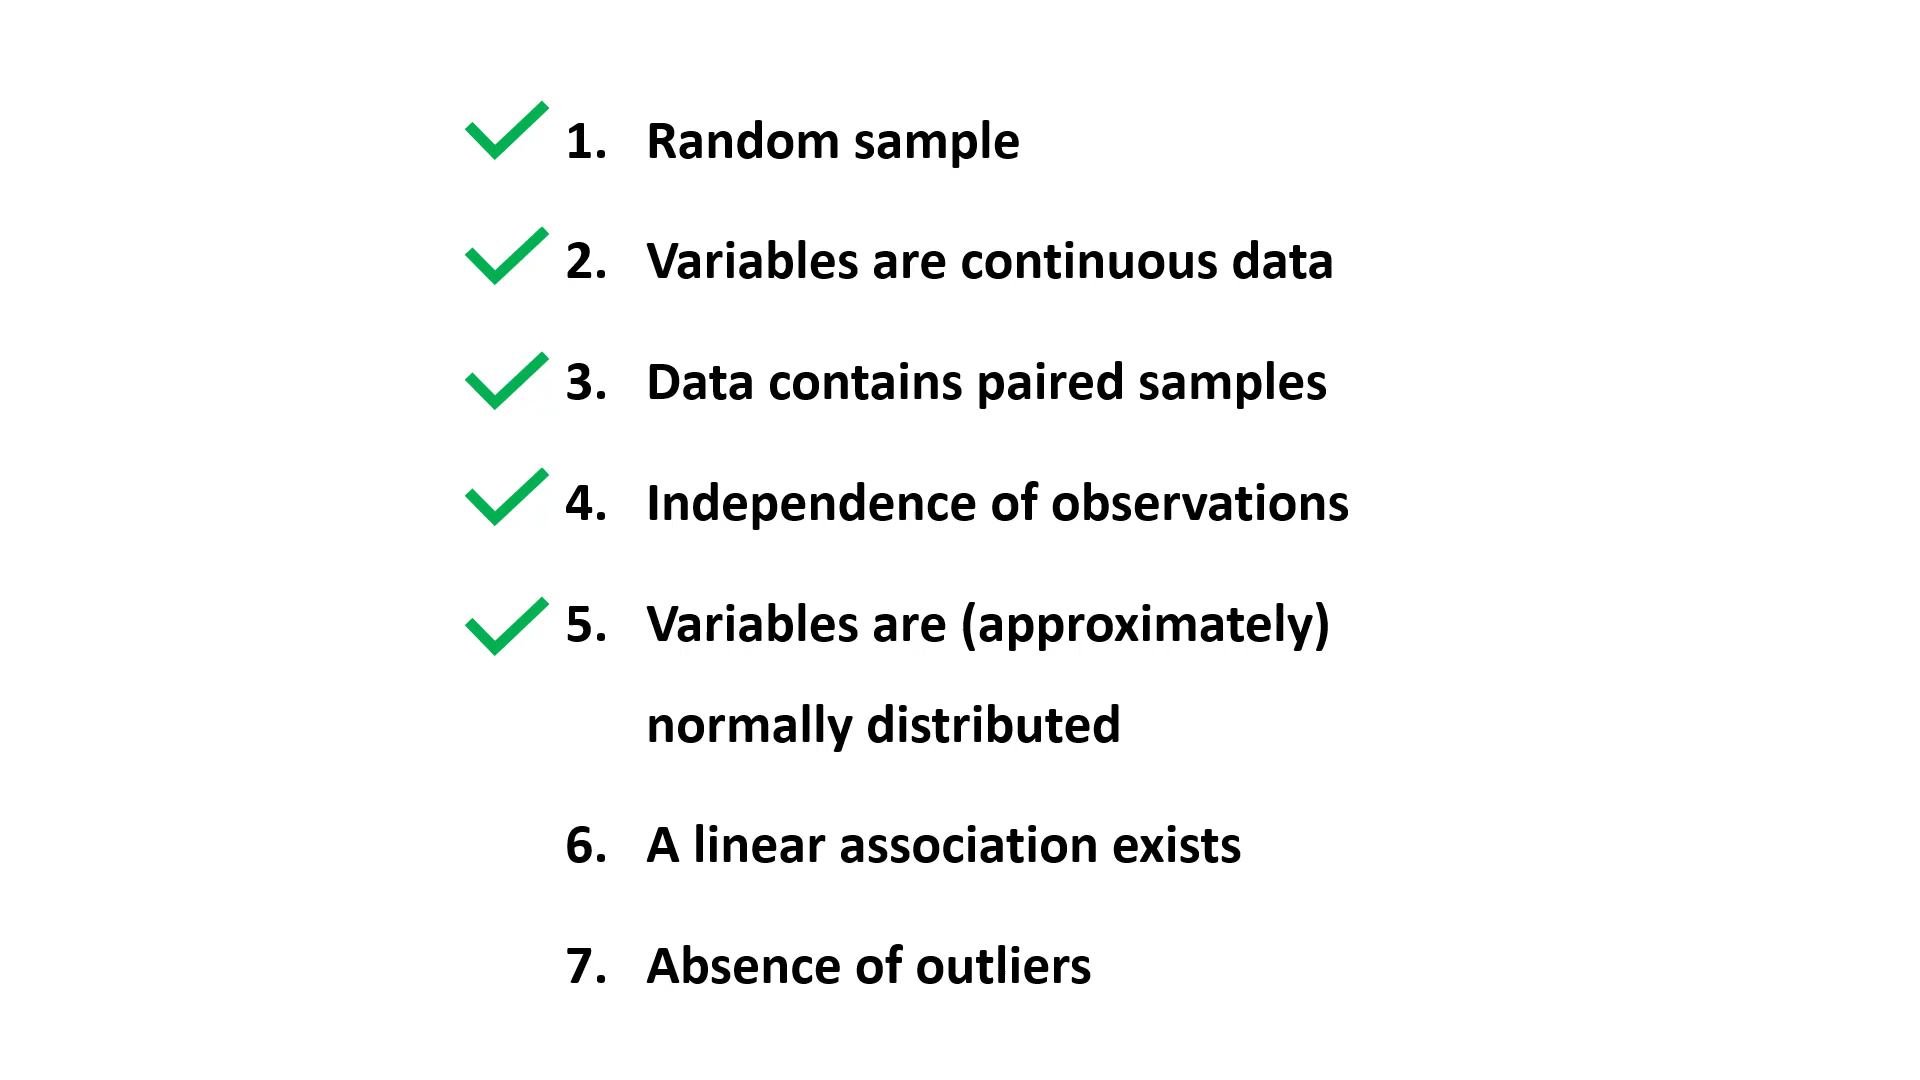 1. Random sample
2. Variables are continuous data
3. Data contains paired samples
4. Independence of observations
5. Variables are (approximately)
normally distributed
6. A linear association exists
7. Absence of outliers